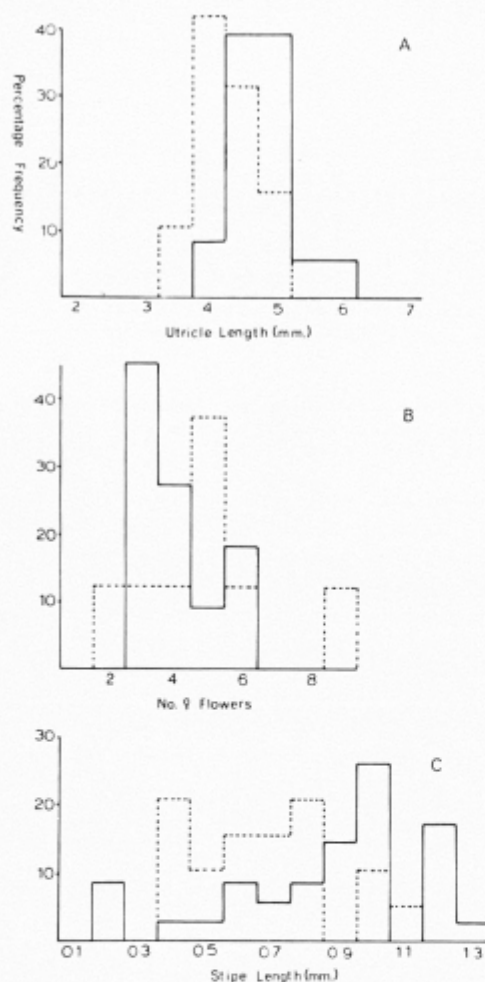 A
Percentage Frequency
40
30
20
10
2 3 4 5 6 7
Utricle Length (mm.)
B
40
30
20
10
2 4 6 8
No. ♀ Flowers
C
30
20
10
01 03 05 07 09 11 13
Stipe Length (mm.)